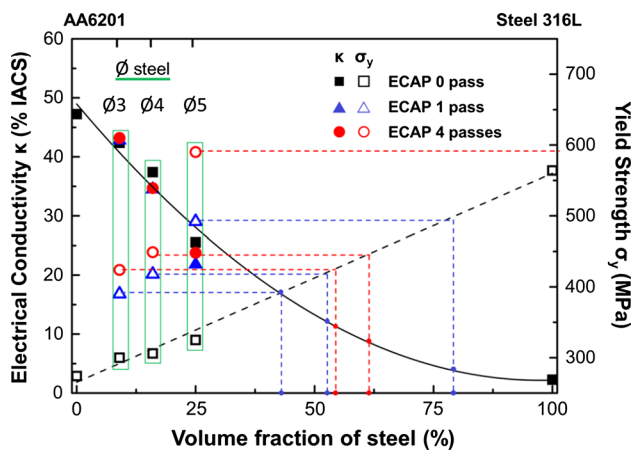 AA6201 Steel 316L
Ø steel
Ø3 Ø4 Ø5
κ σy
ECAP 0 pass
ECAP 1 pass
ECAP 4 passes
Electrical Conductivity κ (% IACS)
60
50
40
30
20
10
0
0 25 50 75 100
Volume fraction of steel (%)
700
600
500
400
300
Yield Strength σy (MPa)